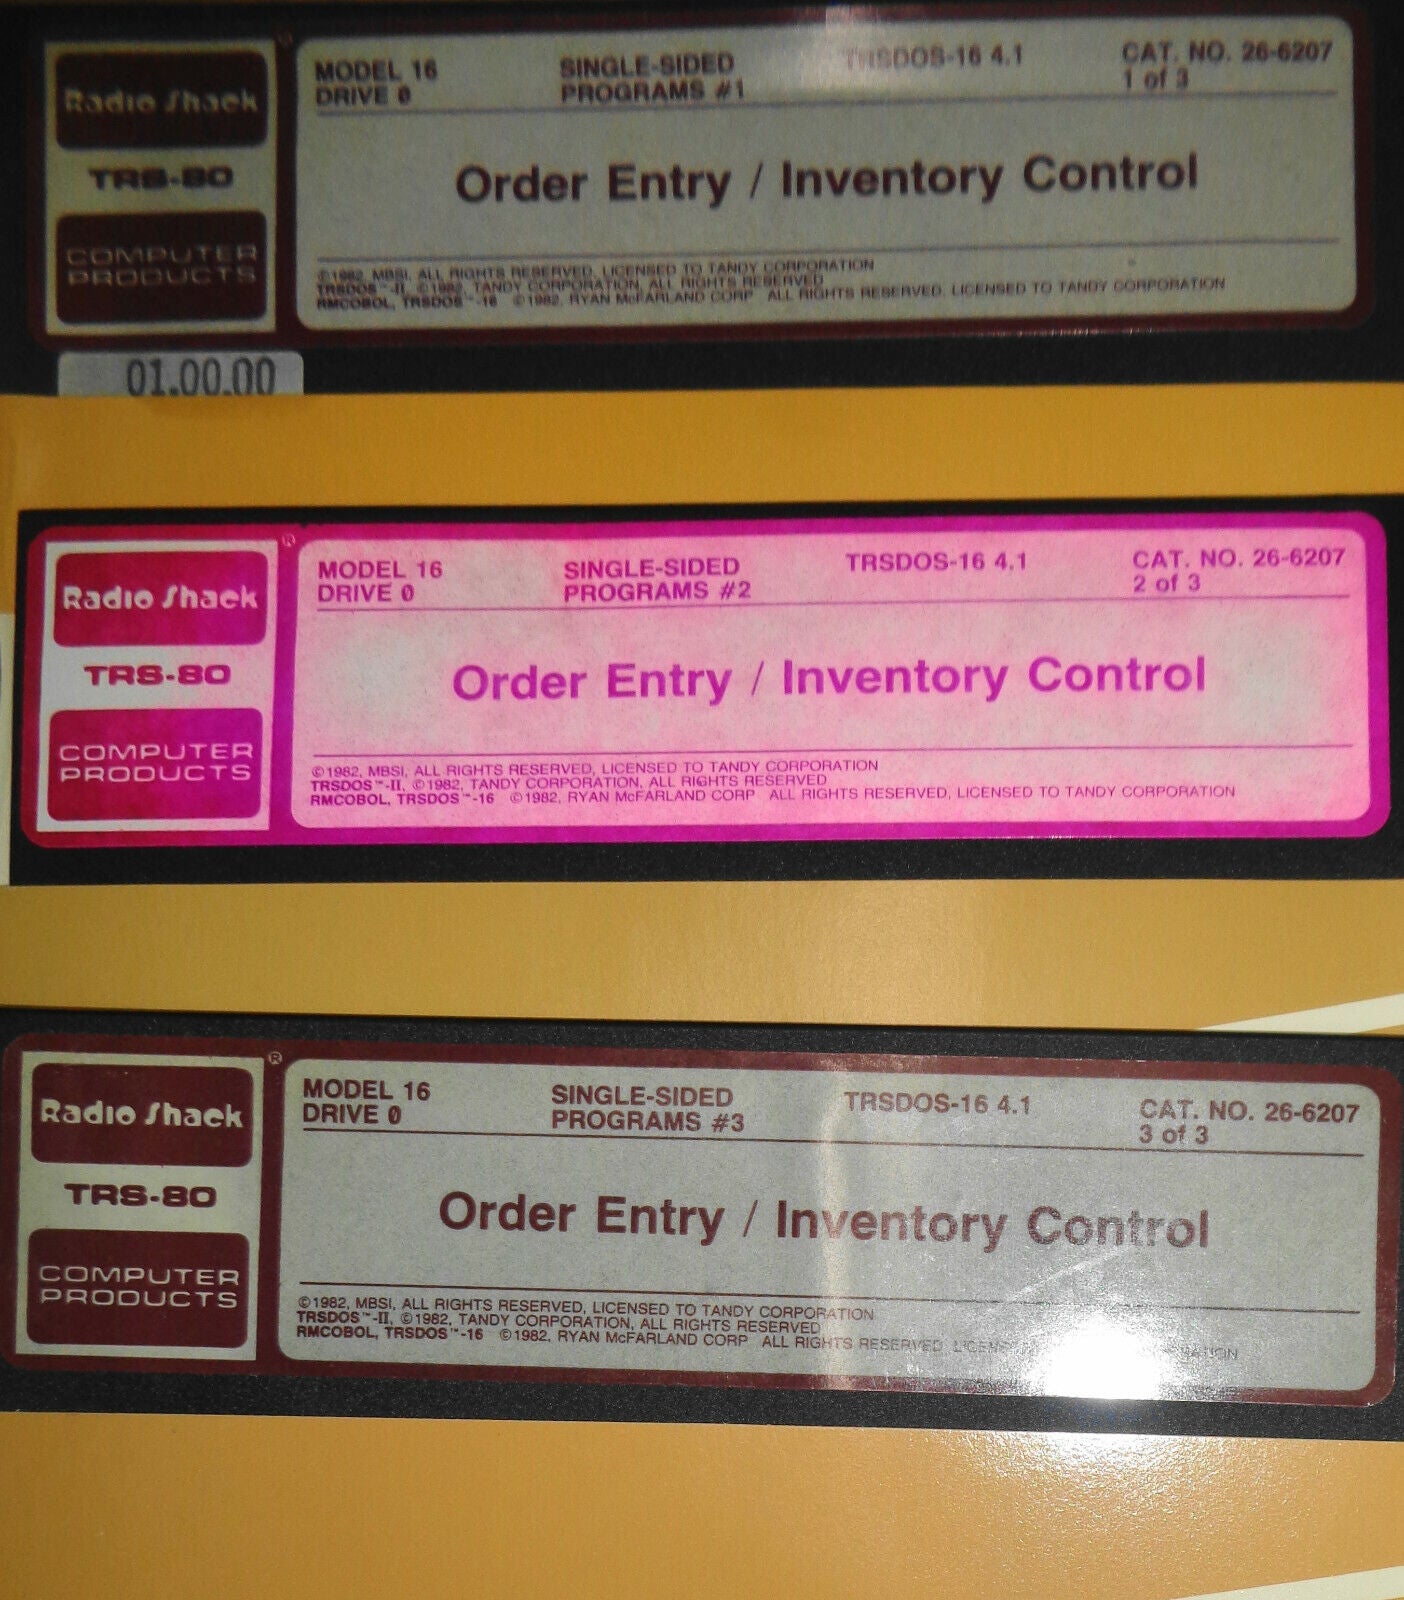 Radio Shack
TRS-80
COMPUTER
PRODUCTS
®
MODEL 16 SINGLE-SIDED TRSDOS-16 4.1 CAT. NO. 26-6207
DRIVE 0 PROGRAMS #1 1 of 3
Order Entry / Inventory Control
©1982, MBSI, ALL RIGHTS RESERVED, LICENSED TO TANDY CORPORATION
TRSDOS™-II, ©1982, TANDY CORPORATION, ALL RIGHTS RESERVED
RMCOBOL, TRSDOS™-16 ©1982, RYAN McFARLAND CORP ALL RIGHTS RESERVED, LICENSED TO TANDY CORPORATION
01.00.00
Radio Shack
TRS-80
COMPUTER
PRODUCTS
®
MODEL 16 SINGLE-SIDED TRSDOS-16 4.1 CAT. NO. 26-6207
DRIVE 0 PROGRAMS #2 2 of 3
Order Entry / Inventory Control
©1982, MBSI, ALL RIGHTS RESERVED, LICENSED TO TANDY CORPORATION
TRSDOS™-II, ©1982, TANDY CORPORATION, ALL RIGHTS RESERVED
RMCOBOL, TRSDOS™-16 ©1982, RYAN McFARLAND CORP ALL RIGHTS RESERVED, LICENSED TO TANDY CORPORATION
Radio Shack
TRS-80
COMPUTER
PRODUCTS
®
MODEL 16 SINGLE-SIDED TRSDOS-16 4.1 CAT. NO. 26-6207
DRIVE 0 PROGRAMS #3 3 of 3
Order Entry / Inventory Control
©1982, MBSI, ALL RIGHTS RESERVED, LICENSED TO TANDY CORPORATION
TRSDOS™-II, ©1982, TANDY CORPORATION, ALL RIGHTS RESERVED
RMCOBOL, TRSDOS™-16 ©1982, RYAN McFARLAND CORP ALL RIGHTS RESERVED